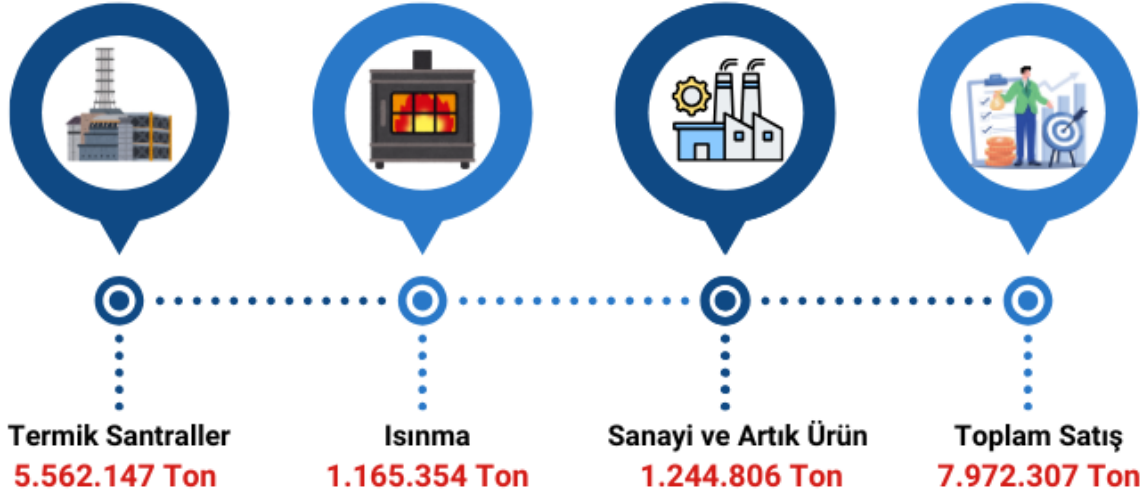 Termik Santraller
5.562.147 Ton
Isınma
1.165.354 Ton
Sanayi ve Artık Ürün
1.244.806 Ton
Toplam Satış
7.972.307 Ton